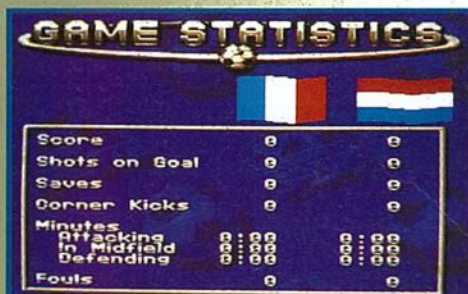 GAME STATISTICS
Score 0 0
Shots on Goal 0 0
Saves 0 0
Corner Kicks 0 0
Minutes
Attacking 0:00 0:00
In Midfield 0:00 0:00
Defending 0:00 0:00
Fouls 0 0